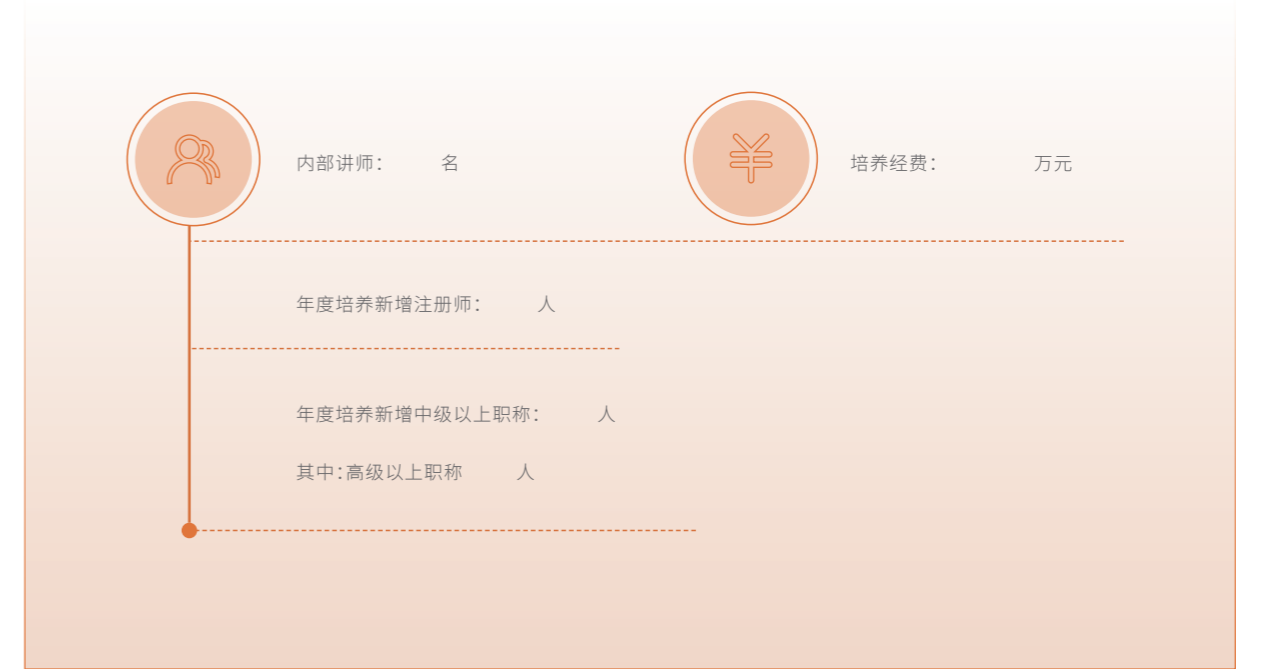 内部讲师： 名
培养经费： 万元
年度培养新增注册师： 人
年度培养新增中级以上职称： 人
其中：高级以上职称 人